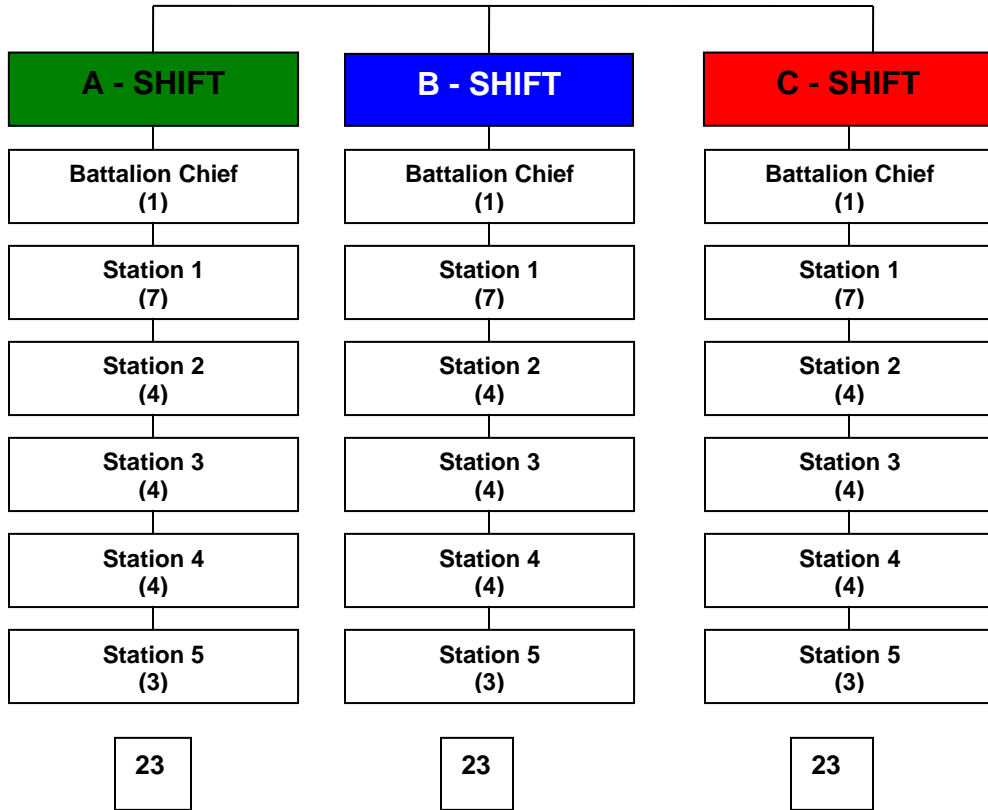 A - SHIFT
B - SHIFT
C - SHIFT
Battalion Chief
(1)
Battalion Chief
(1)
Battalion Chief
(1)
Station 1
(7)
Station 1
(7)
Station 1
(7)
Station 2
(4)
Station 2
(4)
Station 2
(4)
Station 3
(4)
Station 3
(4)
Station 3
(4)
Station 4
(4)
Station 4
(4)
Station 4
(4)
Station 5
(3)
Station 5
(3)
Station 5
(3)
23
23
23